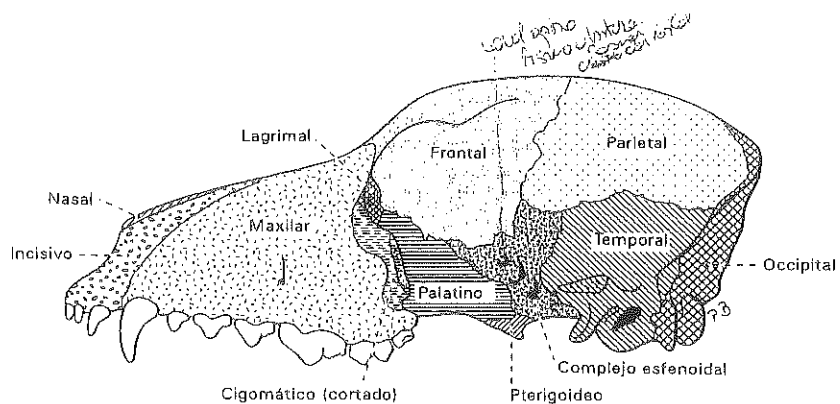 Lagrimal
Frontal
Parietal
Nasal
Maxilar
Temporal
Incisivo
Occipital
Palatino
Complejo esfenoidal
Cigomático (cortado)
Pterigoideo